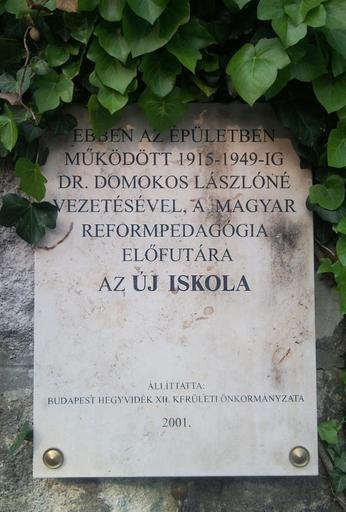 EBBEN AZ ÉPÜLETBEN
MŰKÖDÖTT 1915-1949-IG
DR. DOMOKOS LÁSZLÓNÉ
VEZETÉSÉVEL, A MAGYAR
REFORMPEDAGÓGIA
ELŐFUTÁRA
AZ ÚJ ISKOLA
ÁLLÍTTATTA:
BUDAPEST HEGYVIDÉK XII. KERÜLETI ÖNKORMÁNYZATA
2001.